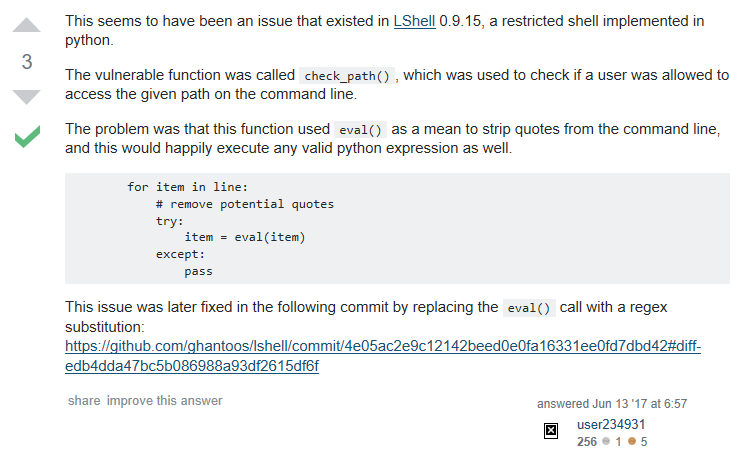 This seems to have been an issue that existed in LShell 0.9.15, a restricted shell implemented in
python.
3
The vulnerable function was called check_path() , which was used to check if a user was allowed to
access the given path on the command line.
The problem was that this function used eval() as a mean to strip quotes from the command line,
and this would happily execute any valid python expression as well.
for item in line:
# remove potential quotes
try:
item = eval(item)
except:
pass
This issue was later fixed in the following commit by replacing the eval() call with a regex
substitution:
https://github.com/ghantoos/lshell/commit/4e05ac2e9c12142beed0e0fa16331ee0fd7dbd42#diff-
edb4dda47bc5b086988a93df2615df6f
share improve this answer
answered Jun 13 '17 at 6:57
user234931
256 1 5